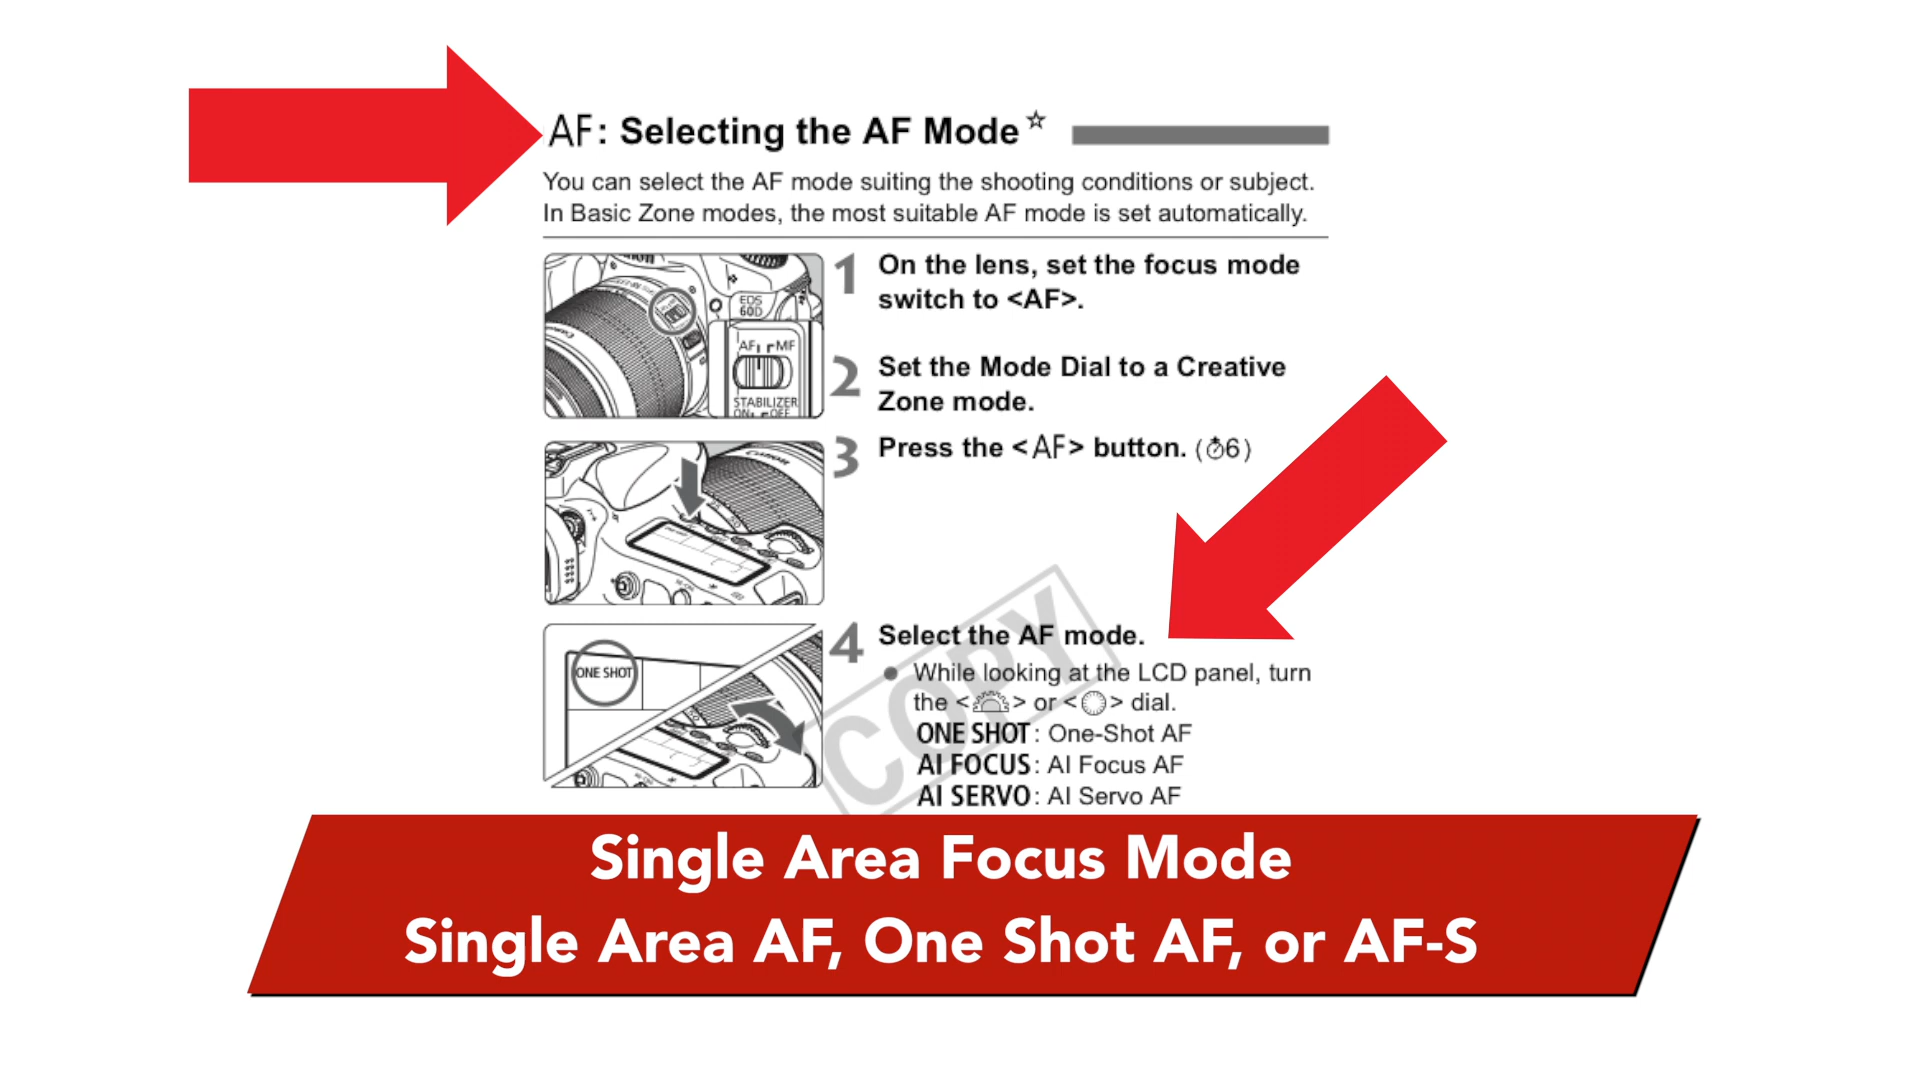 AF: Selecting the AF Mode☆
You can select the AF mode suiting the shooting conditions or subject.
In Basic Zone modes, the most suitable AF mode is set automatically.
Canon
EOS
60D
AF MF
STABILIZER
ON OFF
1 On the lens, set the focus mode
switch to <AF>.
2 Set the Mode Dial to a Creative
Zone mode.
Canon
3 Press the <AF> button. (⏱6)
ONE SHOT
4 Select the AF mode.
● While looking at the LCD panel, turn
the < > or < > dial.
ONE SHOT: One-Shot AF
AI FOCUS: AI Focus AF
AI SERVO: AI Servo AF
COPY
Single Area Focus Mode
Single Area AF, One Shot AF, or AF-S